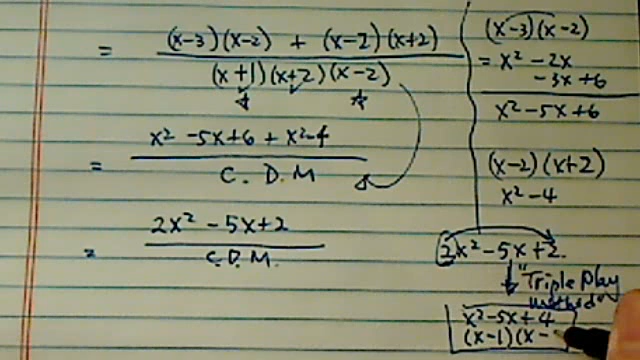 = (x-3)(x-2) + (x-2)(x+2)
(x+1)(x+2)(x-2)
= x² -5x+6 + x²-4
C. D. M
= 2x² -5x+2
C. D. M.
(x-3)(x-2)
= x² -2x
-3x+6
x² -5x+6
(x-2)(x+2)
x² -4
2x² -5x+2.
"Triple Play
Method"
x² -5x+4
(x-1)(x-